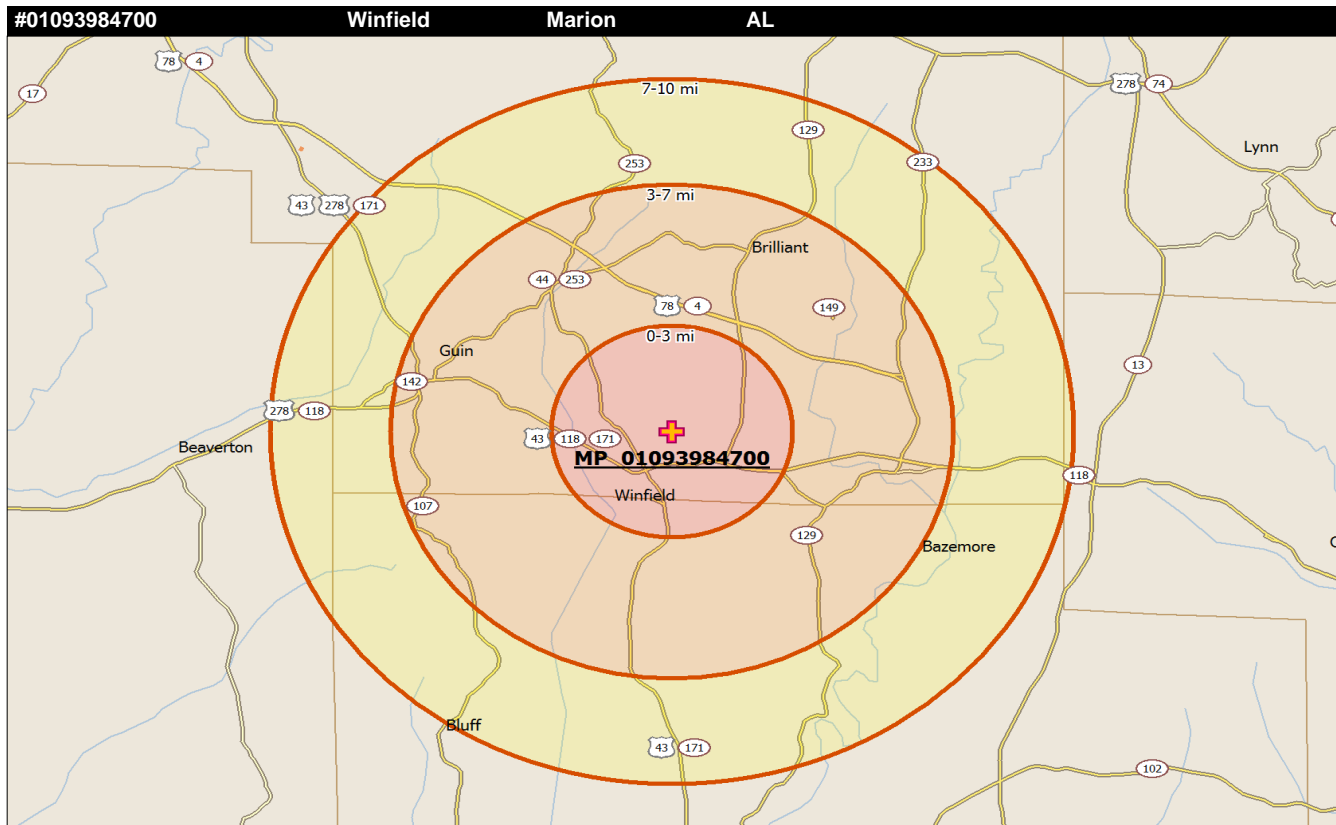 #01093984700 Winfield Marion AL
78 4
17
7-10 mi
278 74
129
Lynn
253
233
3-7 mi
43 278 171
Brilliant
44 253
78 4
149
0-3 mi
Guin
13
142
278 118
43 118 171
Beaverton
MP 01093984700
118
Winfield
107
129
Bazemore
Bluff
43 171
102